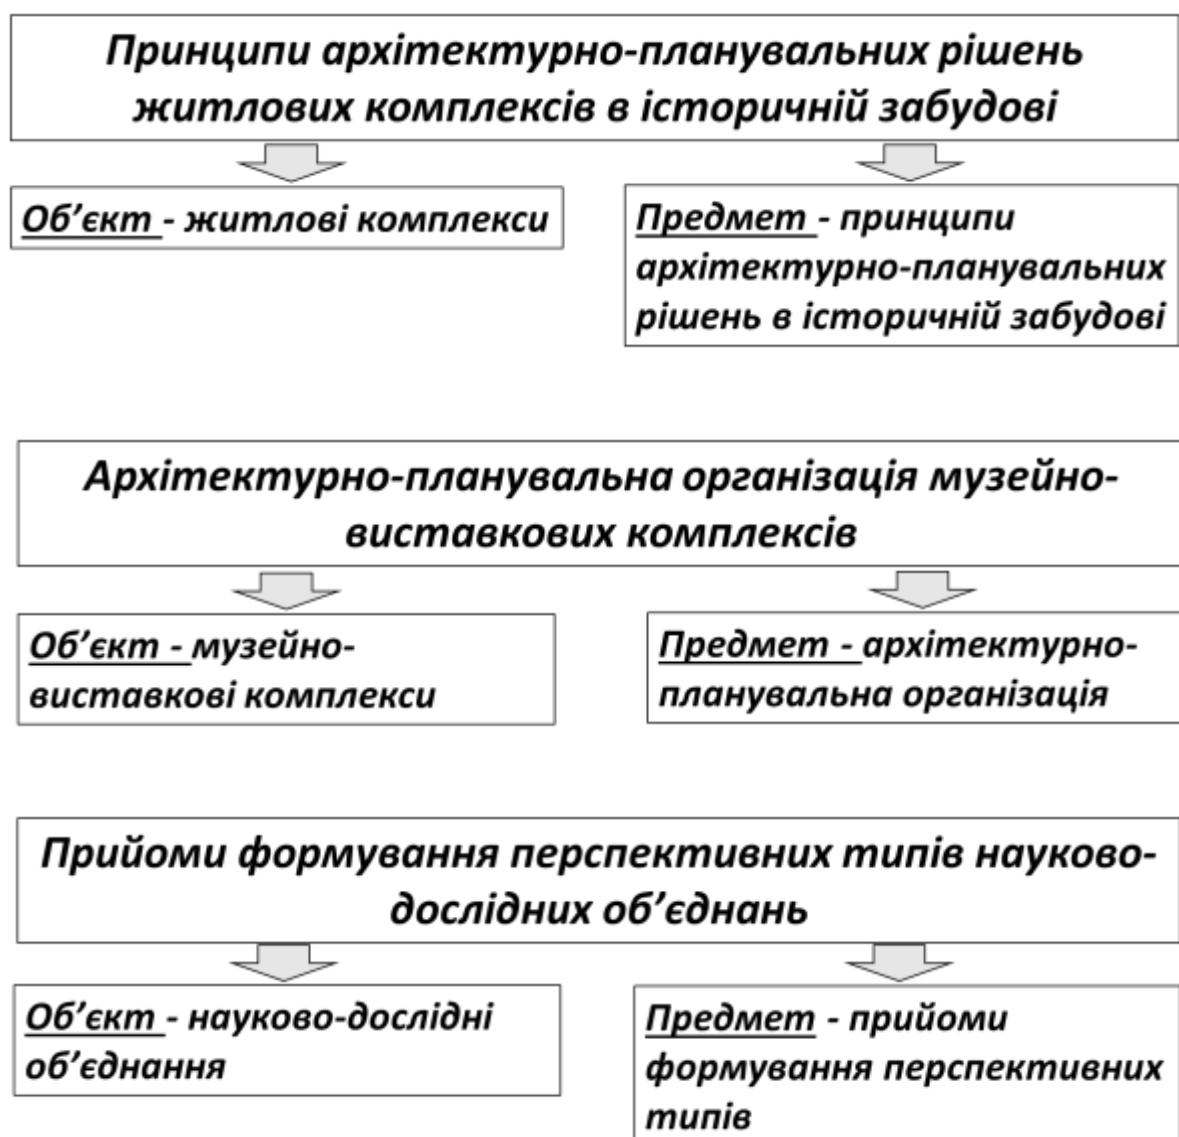 Принципи архітектурно-планувальних рішень
житлових комплексів в історичній забудові
Об’єкт - житлові комплекси
Предмет - принципи
архітектурно-планувальних
рішень в історичній забудові
Архітектурно-планувальна організація музейно-
виставкових комплексів
Об’єкт - музейно-
виставкові комплекси
Предмет - архітектурно-
планувальна організація
Прийоми формування перспективних типів науково-
дослідних об’єднань
Об’єкт - науково-дослідні
об’єднання
Предмет - прийоми
формування перспективних
типів